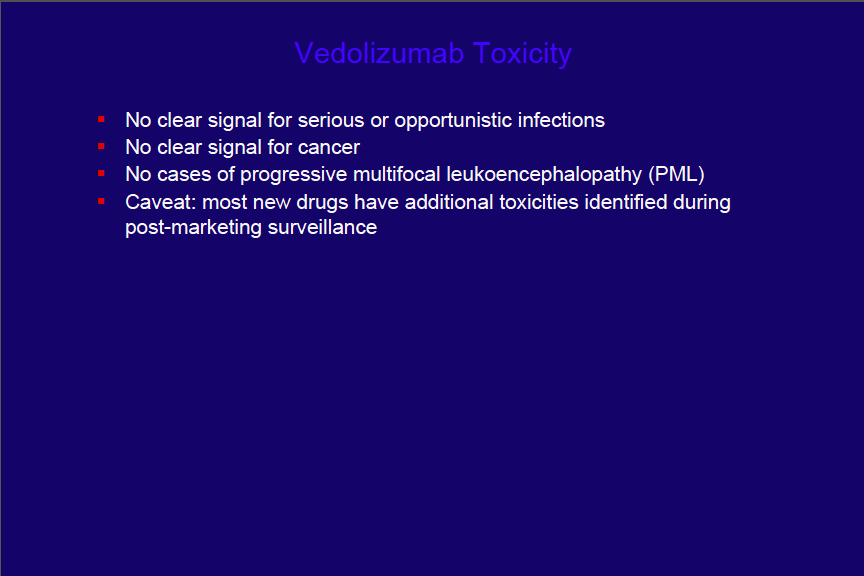 Vedolizumab Toxicity
No clear signal for serious or opportunistic infections
No clear signal for cancer
No cases of progressive multifocal leukoencephalopathy (PML)
Caveat: most new drugs have additional toxicities identified during
post-marketing surveillance